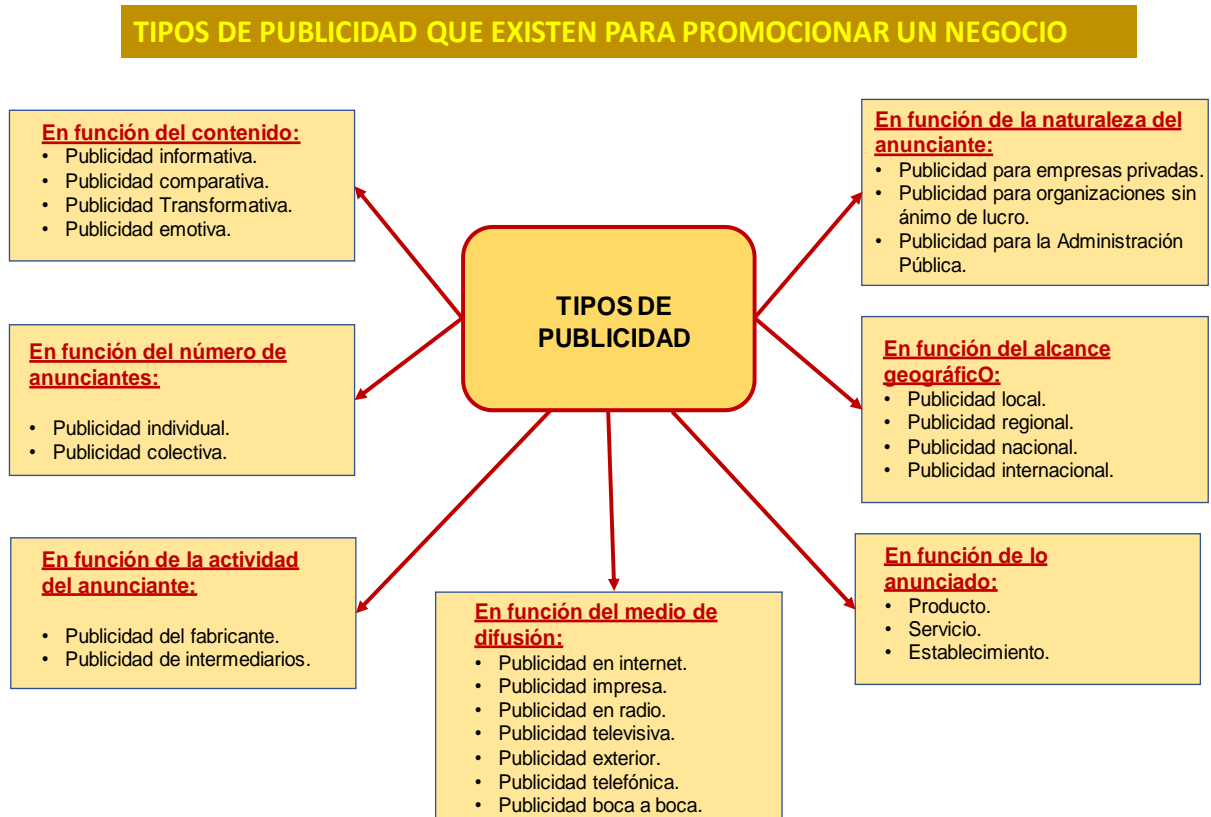 TIPOS DE PUBLICIDAD QUE EXISTEN PARA PROMOCIONAR UN NEGOCIO
En función del contenido:
• Publicidad informativa.
• Publicidad comparativa.
• Publicidad Transformativa.
• Publicidad emotiva.
En función de la naturaleza del
anunciante:
• Publicidad para empresas privadas.
• Publicidad para organizaciones sin
ánimo de lucro.
• Publicidad para la Administración
Pública.
TIPOS DE
PUBLICIDAD
En función del número de
anunciantes:
• Publicidad individual.
• Publicidad colectiva.
En función del alcance
geográficO:
• Publicidad local.
• Publicidad regional.
• Publicidad nacional.
• Publicidad internacional.
En función de la actividad
del anunciante:
• Publicidad del fabricante.
• Publicidad de intermediarios.
En función del medio de
difusión:
• Publicidad en internet.
• Publicidad impresa.
• Publicidad en radio.
• Publicidad televisiva.
• Publicidad exterior.
• Publicidad telefónica.
• Publicidad boca a boca.
En función de lo
anunciado:
• Producto.
• Servicio.
• Establecimiento.